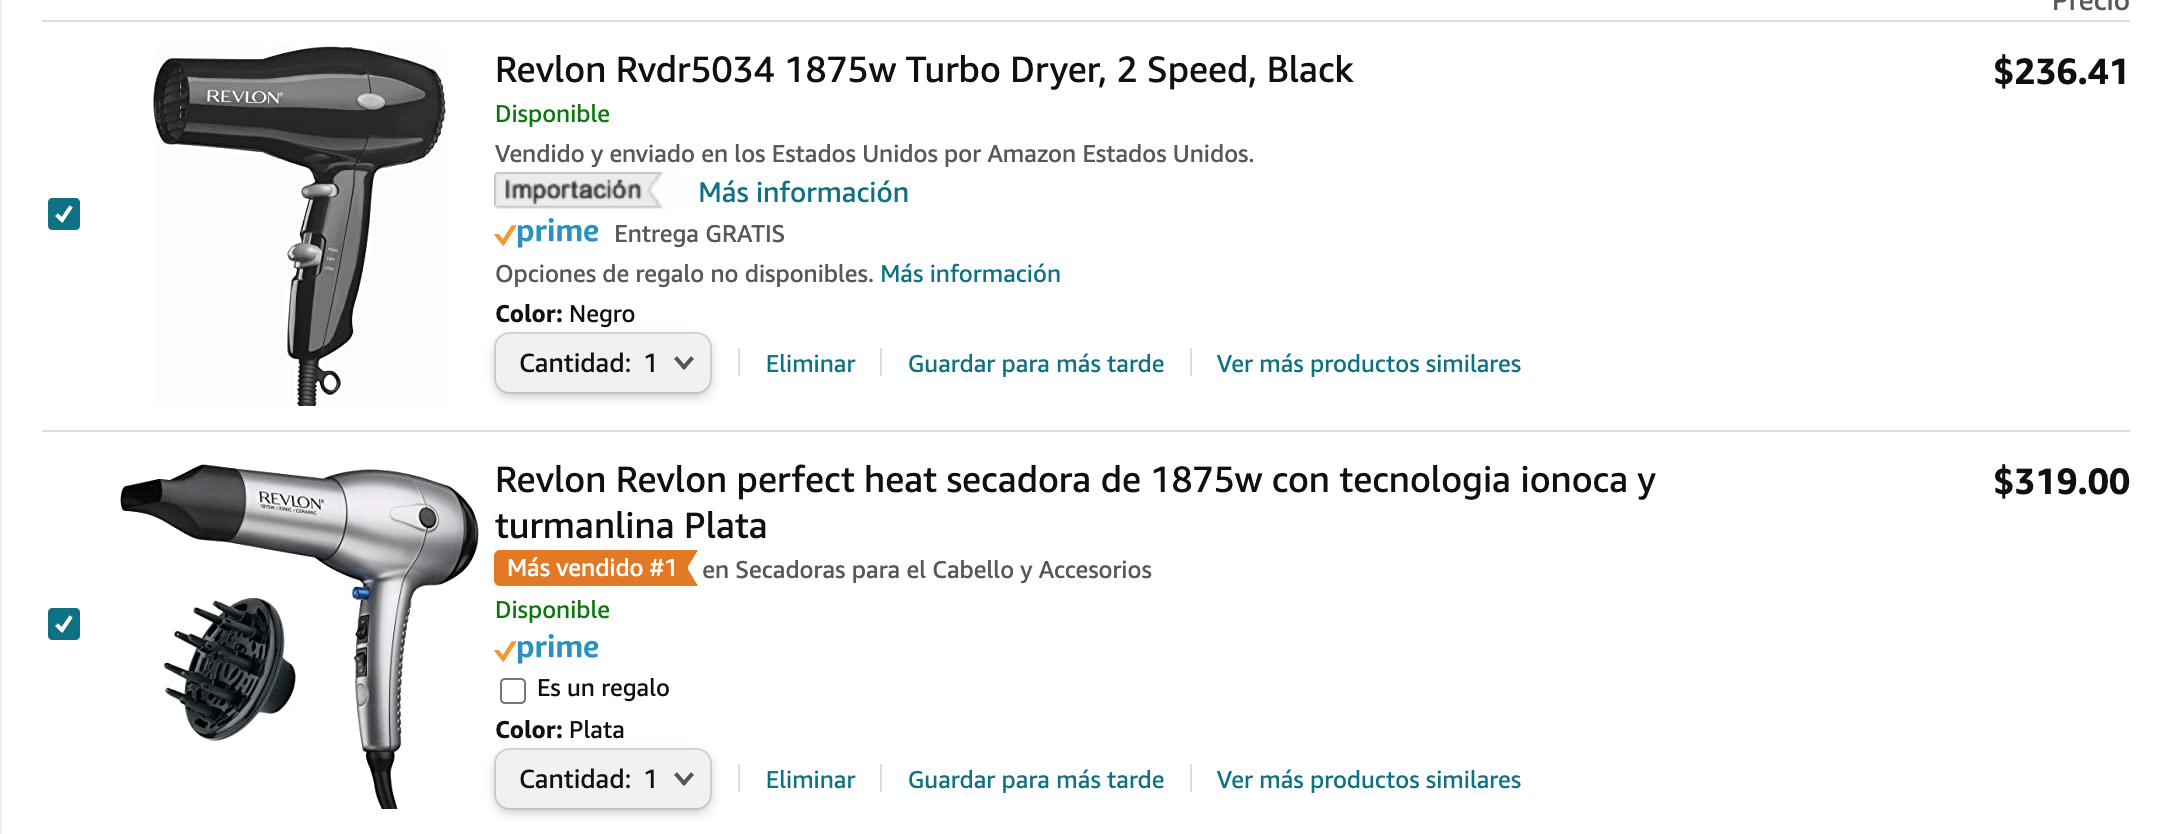 Precio
REVLON
Revlon Rvdr5034 1875w Turbo Dryer, 2 Speed, Black
$236.41
Disponible
Vendido y enviado en los Estados Unidos por Amazon Estados Unidos.
Importación Más información
prime Entrega GRATIS
Opciones de regalo no disponibles. Más información
Color: Negro
Cantidad: 1 Eliminar Guardar para más tarde Ver más productos similares
REVLON
1875W / IONIC / CERAMIC
Revlon Revlon perfect heat secadora de 1875w con tecnologia ionoca y
turmanlina Plata
$319.00
Más vendido #1 en Secadoras para el Cabello y Accesorios
Disponible
prime
Es un regalo
Color: Plata
Cantidad: 1 Eliminar Guardar para más tarde Ver más productos similares